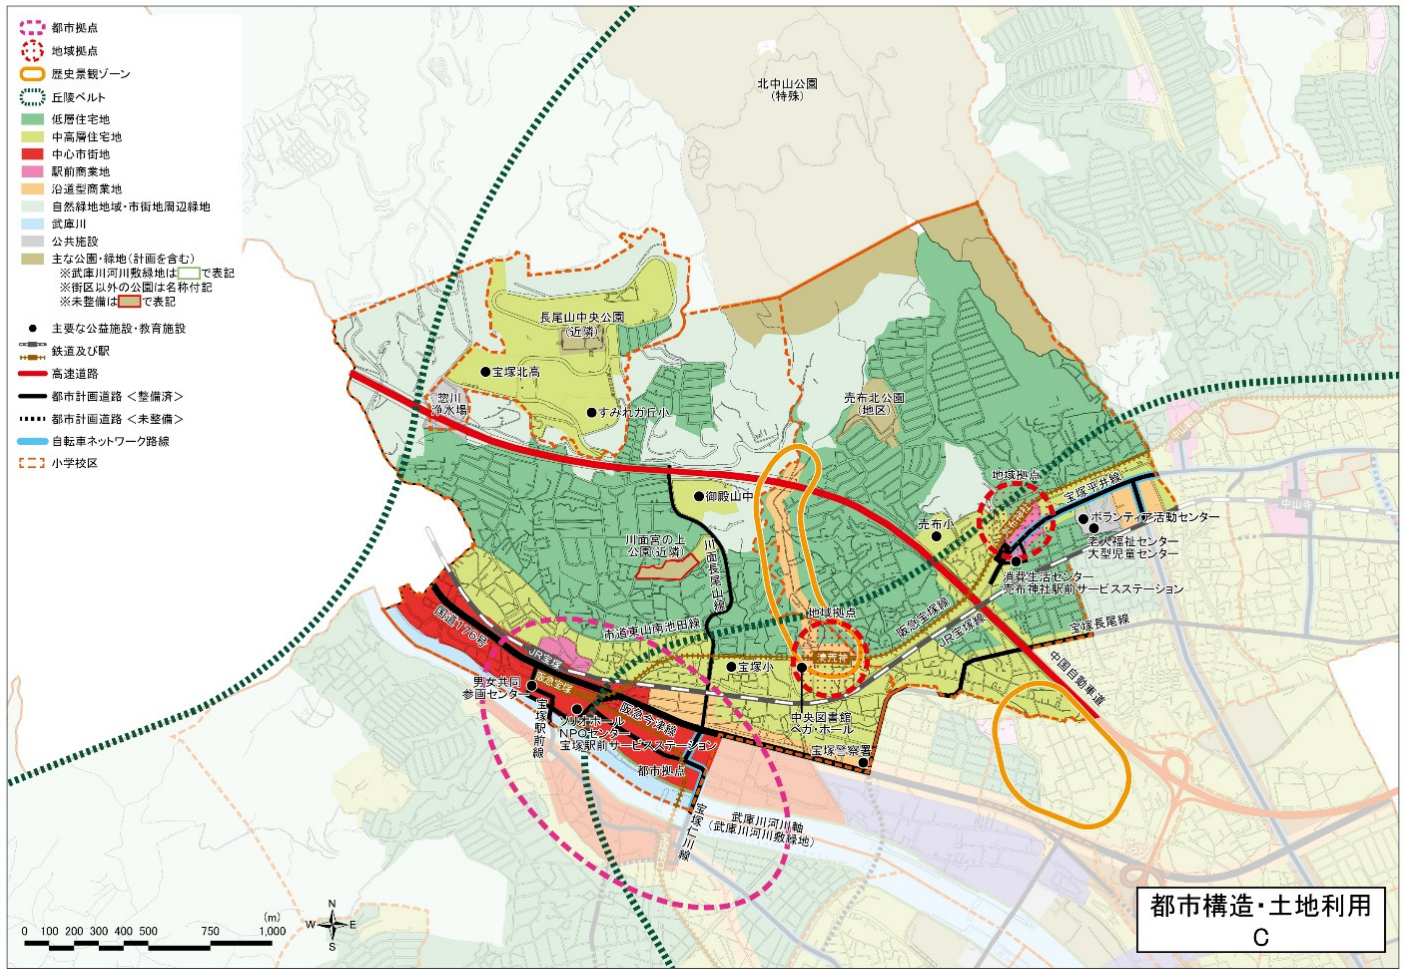 都市拠点
地域拠点
歴史景観ゾーン
丘陵ベルト
低層住宅地
中高層住宅地
中心市街地
駅前商業地
沿道型商業地
自然緑地地域・市街地周辺緑地
武庫川
公共施設
主な公園・緑地(計画を含む)
※武庫川河川敷緑地は で表記
※街区以外の公園は名称付記
※未整備は で表記
主要な公益施設・教育施設
鉄道及び駅
高速道路
都市計画道路 <整備済>
都市計画道路 <未整備>
自転車ネットワーク路線
小学校区
北中山公園
(特殊)
長尾山中央公園
(近隣)
宝塚北高
すみれガ丘小
惣川
浄水場
売布北公園
(地区)
御殿山中
川面宮の上
公園(近隣)
川面長尾山線
売布小
地域拠点
宝塚平井線
中山寺
ボランティア活動センター
老人福祉センター
大型児童センター
消費生活センター
売布神社駅前サービスステーション
地域拠点
清荒神
阪急宝塚線
JR宝塚線
宝塚長尾線
中国自動車道
市道東山南池田線
国道176号
JR宝塚
阪急宝塚
宝塚小
男女共同
参画センター
宝塚駅前線
ソリオホール
NPOセンター
宝塚駅前サービスステーション
阪急今津線
都市拠点
中央図書館
ベガ・ホール
宝塚警察署
宝塚仁川線
武庫川河川軸
(武庫川河川敷緑地)
N
W E
S
(m)
0 100 200 300 400 500 750 1,000
都市構造・土地利用
C